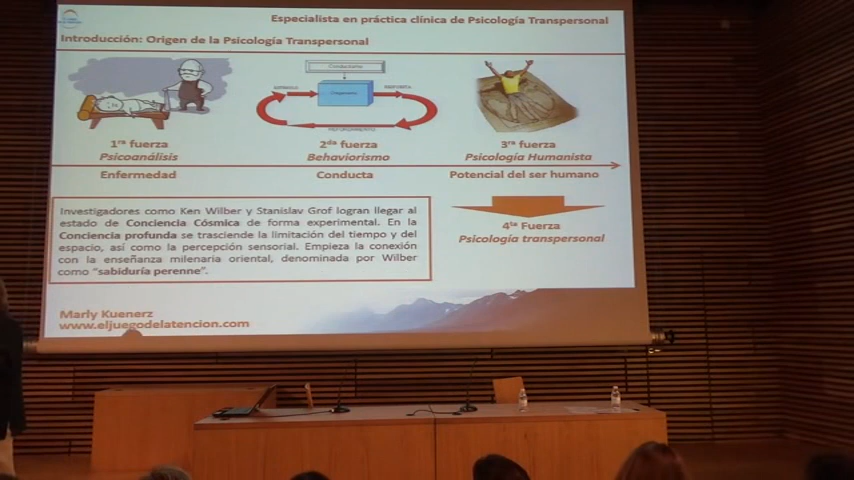 Especialista en práctica clínica de Psicología Transpersonal
Introducción: Origen de la Psicología Transpersonal
Conductismo
Organismo
1ra fuerza
Psicoanálisis
2da fuerza
Behaviorismo
3ra fuerza
Psicología Humanista
Enfermedad
Conducta
Potencial del ser humano
Investigadores como Ken Wilber y Stanislav Grof logran llegar al
estado de Conciencia Cósmica de forma experimental. En la
Conciencia profunda se trasciende la limitación del tiempo y del
espacio, así como la percepción sensorial. Empieza la conexión
con la enseñanza milenaria oriental, denominada por Wilber
como “sabiduría perenne”.
4ta Fuerza
Psicología transpersonal
Marly Kuenerz
www.eljuegodelatencion.com